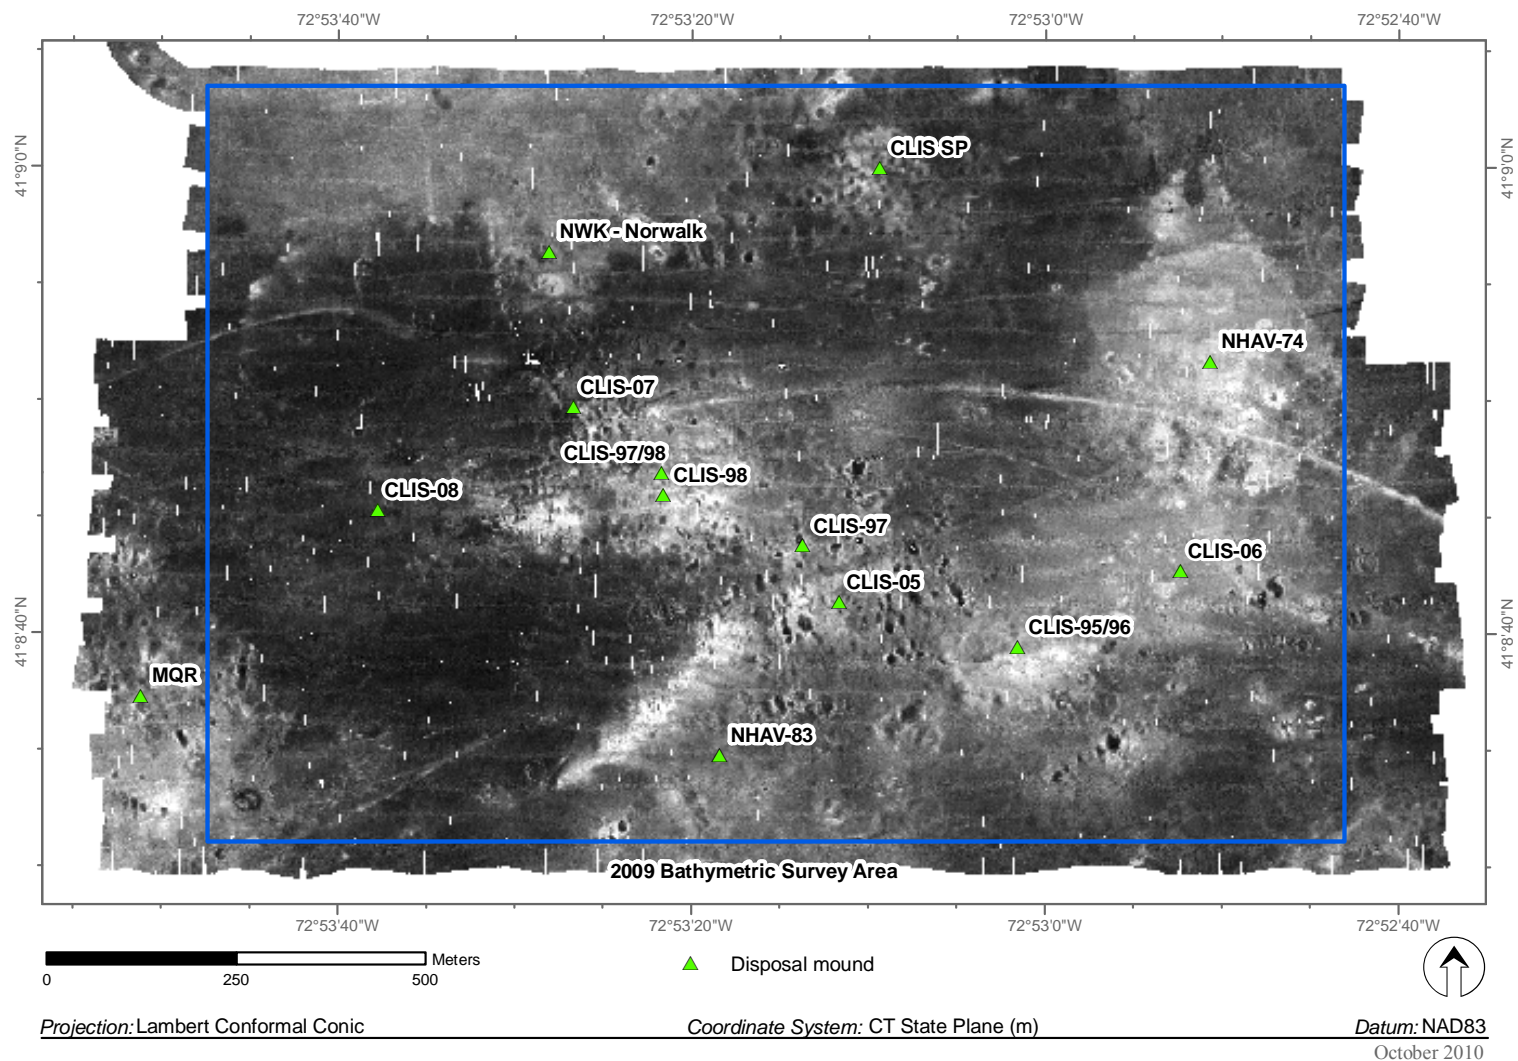 72°53'40"W 72°53'20"W 72°53'0"W 72°52'40"W
41°9'0"N
41°9'0"N
CLIS SP
NWK - Norwalk
NHAV-74
CLIS-07
CLIS-97/98
CLIS-98
CLIS-08
CLIS-97
CLIS-06
CLIS-05
CLIS-95/96
41°8'40"N
41°8'40"N
MQR
NHAV-83
2009 Bathymetric Survey Area
72°53'40"W 72°53'20"W 72°53'0"W 72°52'40"W
Meters
0 250 500
Disposal mound
Projection: Lambert Conformal Conic
Coordinate System: CT State Plane (m)
Datum: NAD83
October 2010